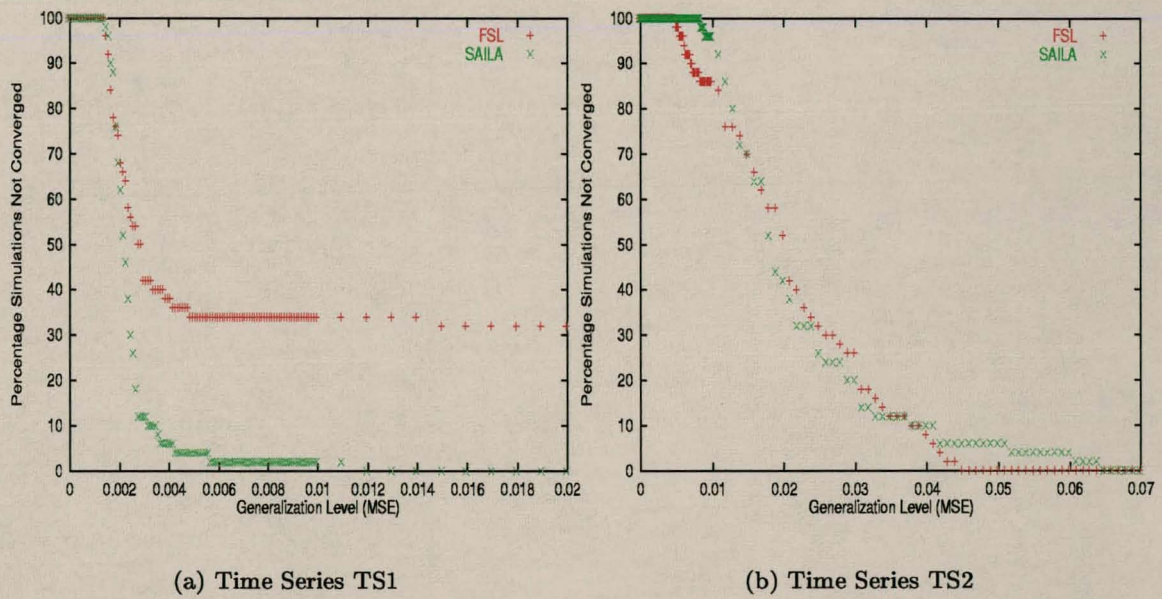 100
90
80
70
60
50
40
30
20
10
0
Percentage Simulations Not Converged
FSL +
SAILA ×
0 0.002 0.004 0.006 0.008 0.01 0.012 0.014 0.016 0.018 0.02
Generalization Level (MSE)
(a) Time Series TS1
100
90
80
70
60
50
40
30
20
10
0
Percentage Simulations Not Converged
FSL +
SAILA ×
0 0.01 0.02 0.03 0.04 0.05 0.06 0.07
Generalization Level (MSE)
(b) Time Series TS2